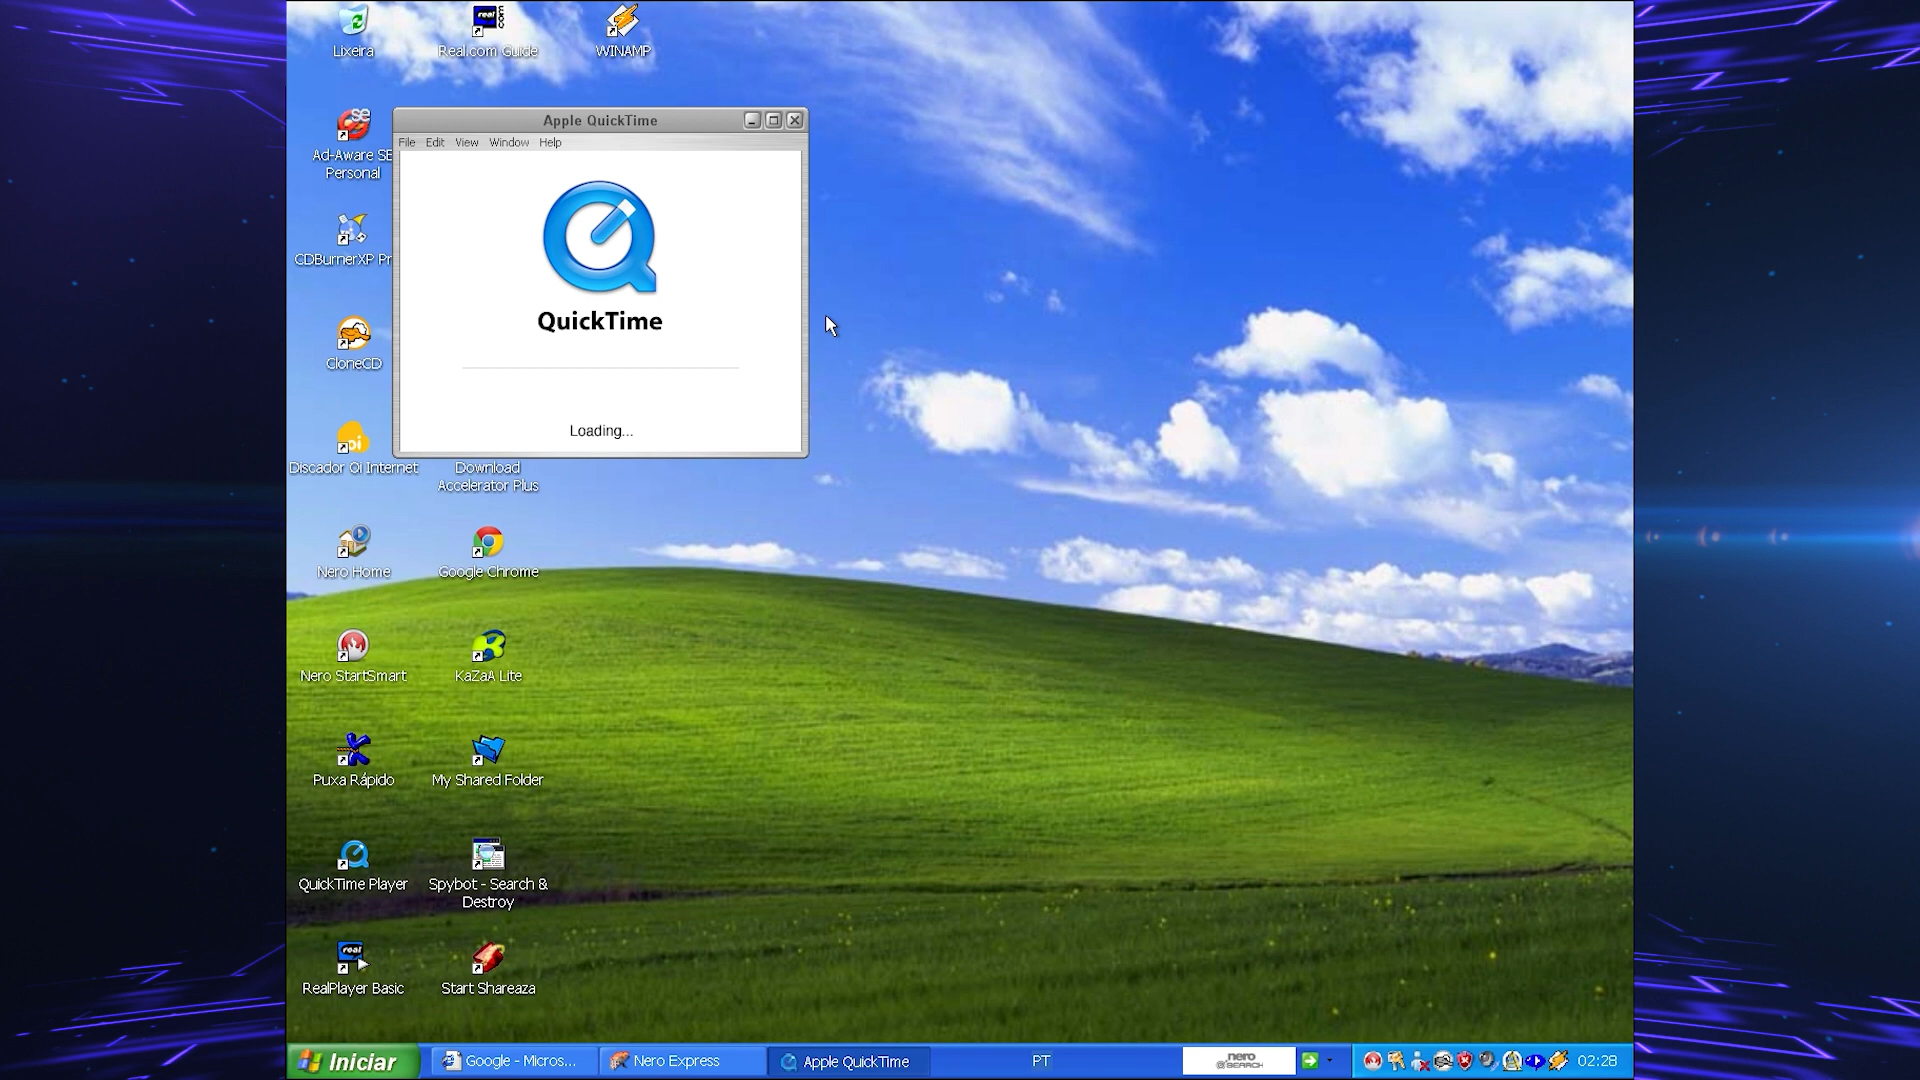 Lixeira
Real.com Guide
WINAMP
Ad-Aware SE
Personal
CDBurnerXP Pr
CloneCD
Discador Oi Internet
Download
Accelerator Plus
Nero Home
Google Chrome
Nero StartSmart
KaZaA Lite
Puxa Rápido
My Shared Folder
QuickTime Player
Spybot - Search &
Destroy
RealPlayer Basic
Start Shareaza
Apple QuickTime
File Edit View Window Help
QuickTime
Loading...
Iniciar
Google - Micros...
Nero Express
Apple QuickTime
PT
nero
@SEARCH
02:28